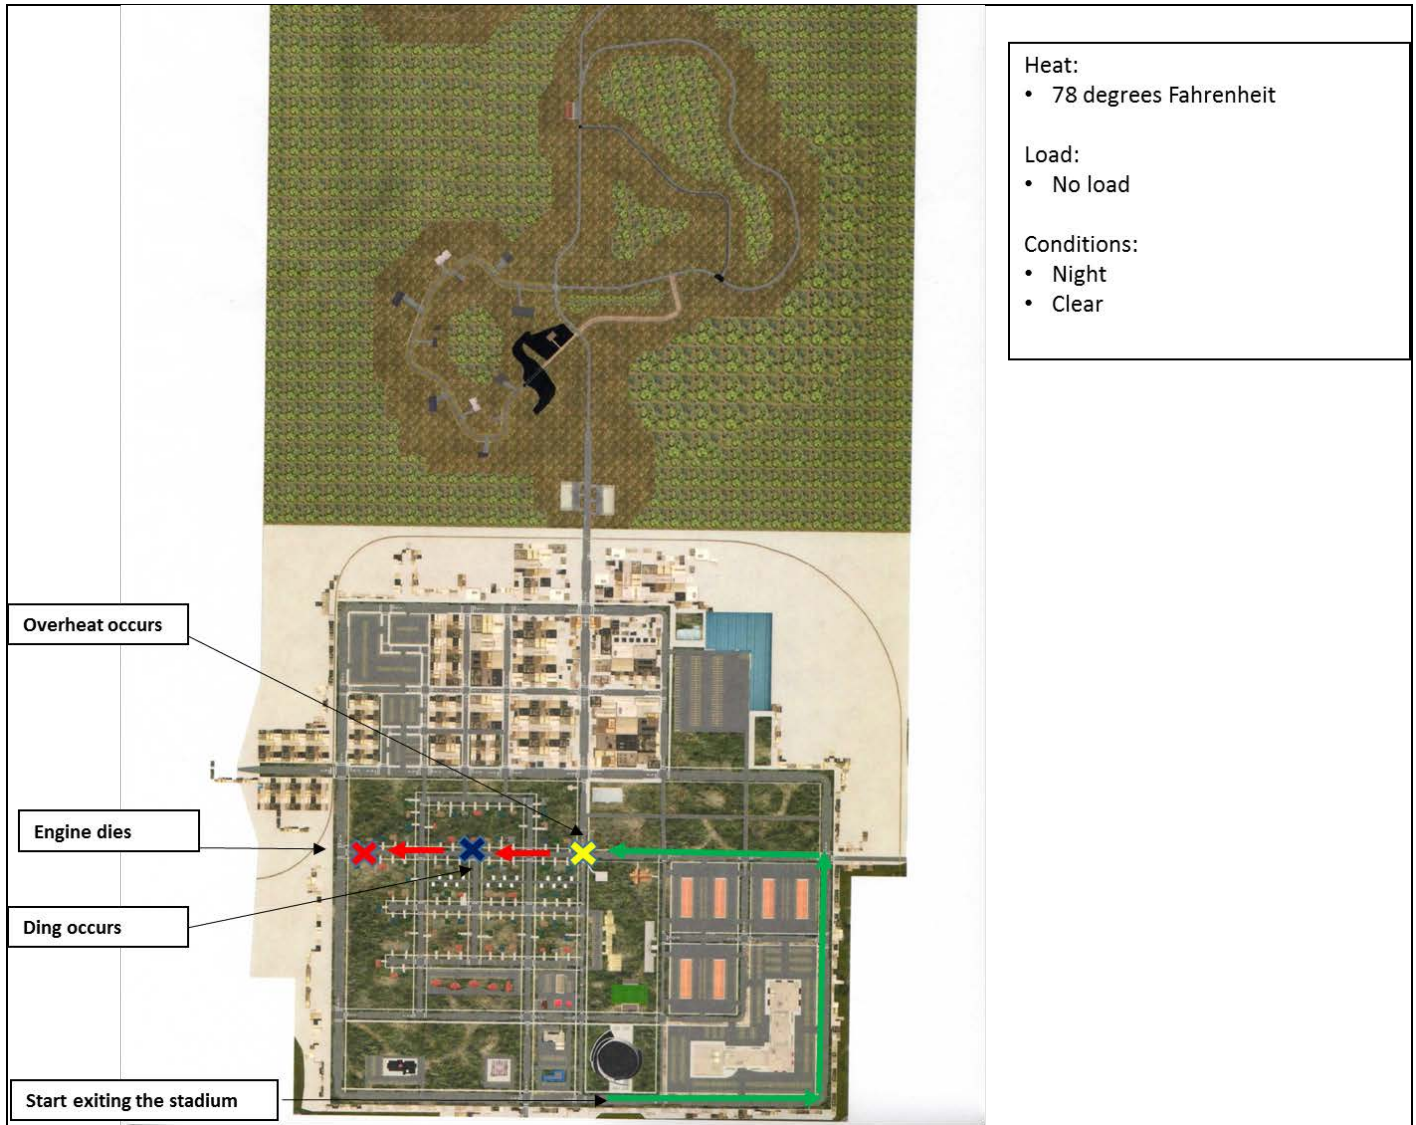 Heat:
• 78 degrees Fahrenheit
Load:
• No load
Conditions:
• Night
• Clear
Overheat occurs
Engine dies
Ding occurs
Start exiting the stadium